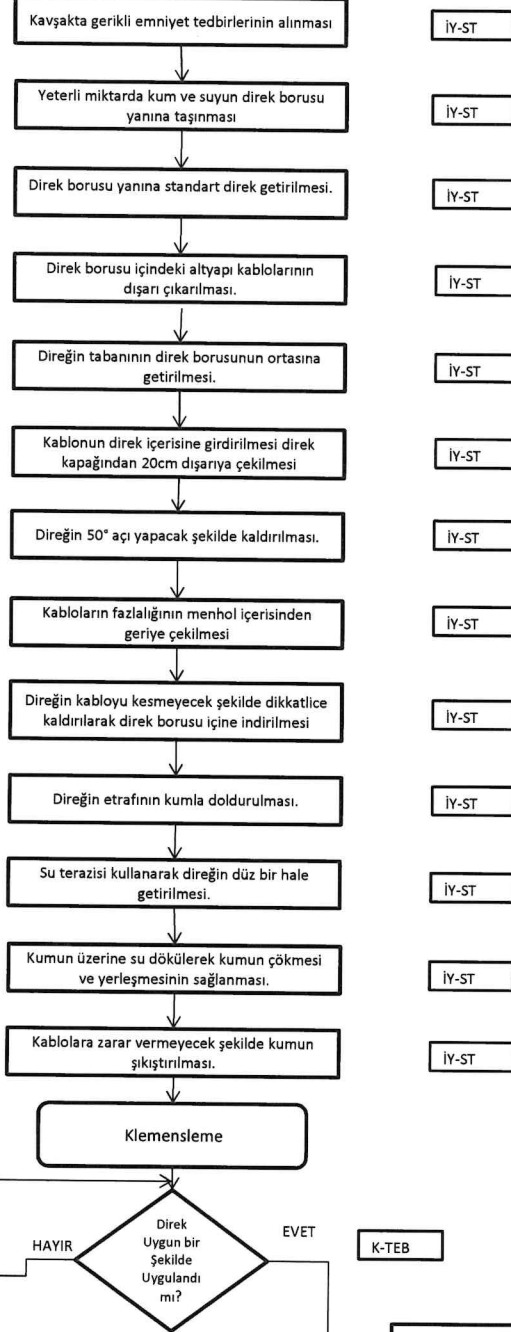 Kavşakta gerikli emniyet tedbirlerinin alınması
İY-ST
Yeterli miktarda kum ve suyun direk borusu
yanına taşınması
İY-ST
Direk borusu yanına standart direk getirilmesi.
İY-ST
Direk borusu içindeki altyapı kablolarının
dışarı çıkarılması.
İY-ST
Direğin tabanının direk borusunun ortasına
getirilmesi.
İY-ST
Kablonun direk içerisine girdirilmesi direk
kapağından 20cm dışarıya çekilmesi
İY-ST
Direğin 50° açı yapacak şekilde kaldırılması.
İY-ST
Kabloların fazlalığının menhol içerisinden
geriye çekilmesi
İY-ST
Direğin kabloyu kesmeyecek şekilde dikkatlice
kaldırılarak direk borusu içine indirilmesi
İY-ST
Direğin etrafının kumla doldurulması.
İY-ST
Su terazisi kullanarak direğin düz bir hale
getirilmesi.
İY-ST
Kumun üzerine su dökülerek kumun çökmesi
ve yerleşmesinin sağlanması.
İY-ST
Kablolara zarar vermeyecek şekilde kumun
şıkıştırılması.
İY-ST
Klemensleme
HAYIR
Direk
Uygun bir
Şekilde
Uygulandı
mı?
EVET
K-TEB